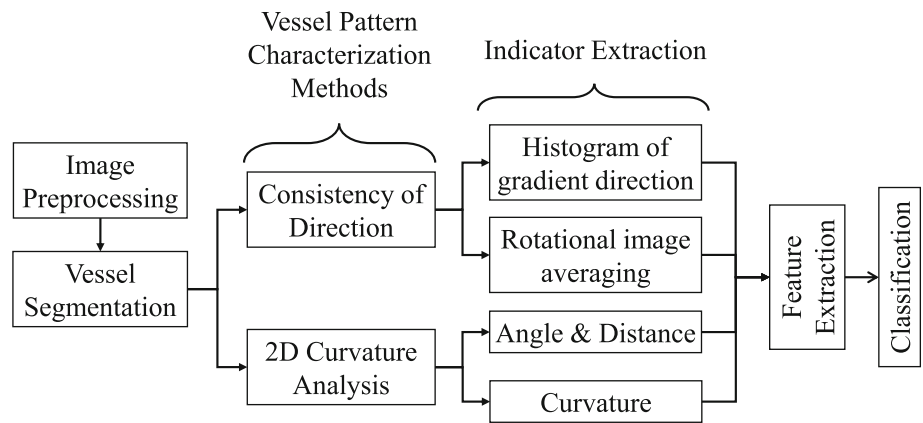 Vessel Pattern
Characterization
Methods
Indicator Extraction
Image
Preprocessing
Vessel
Segmentation
Consistency of
Direction
2D Curvature
Analysis
Histogram of
gradient direction
Rotational image
averaging
Angle & Distance
Curvature
Feature
Extraction
Classification